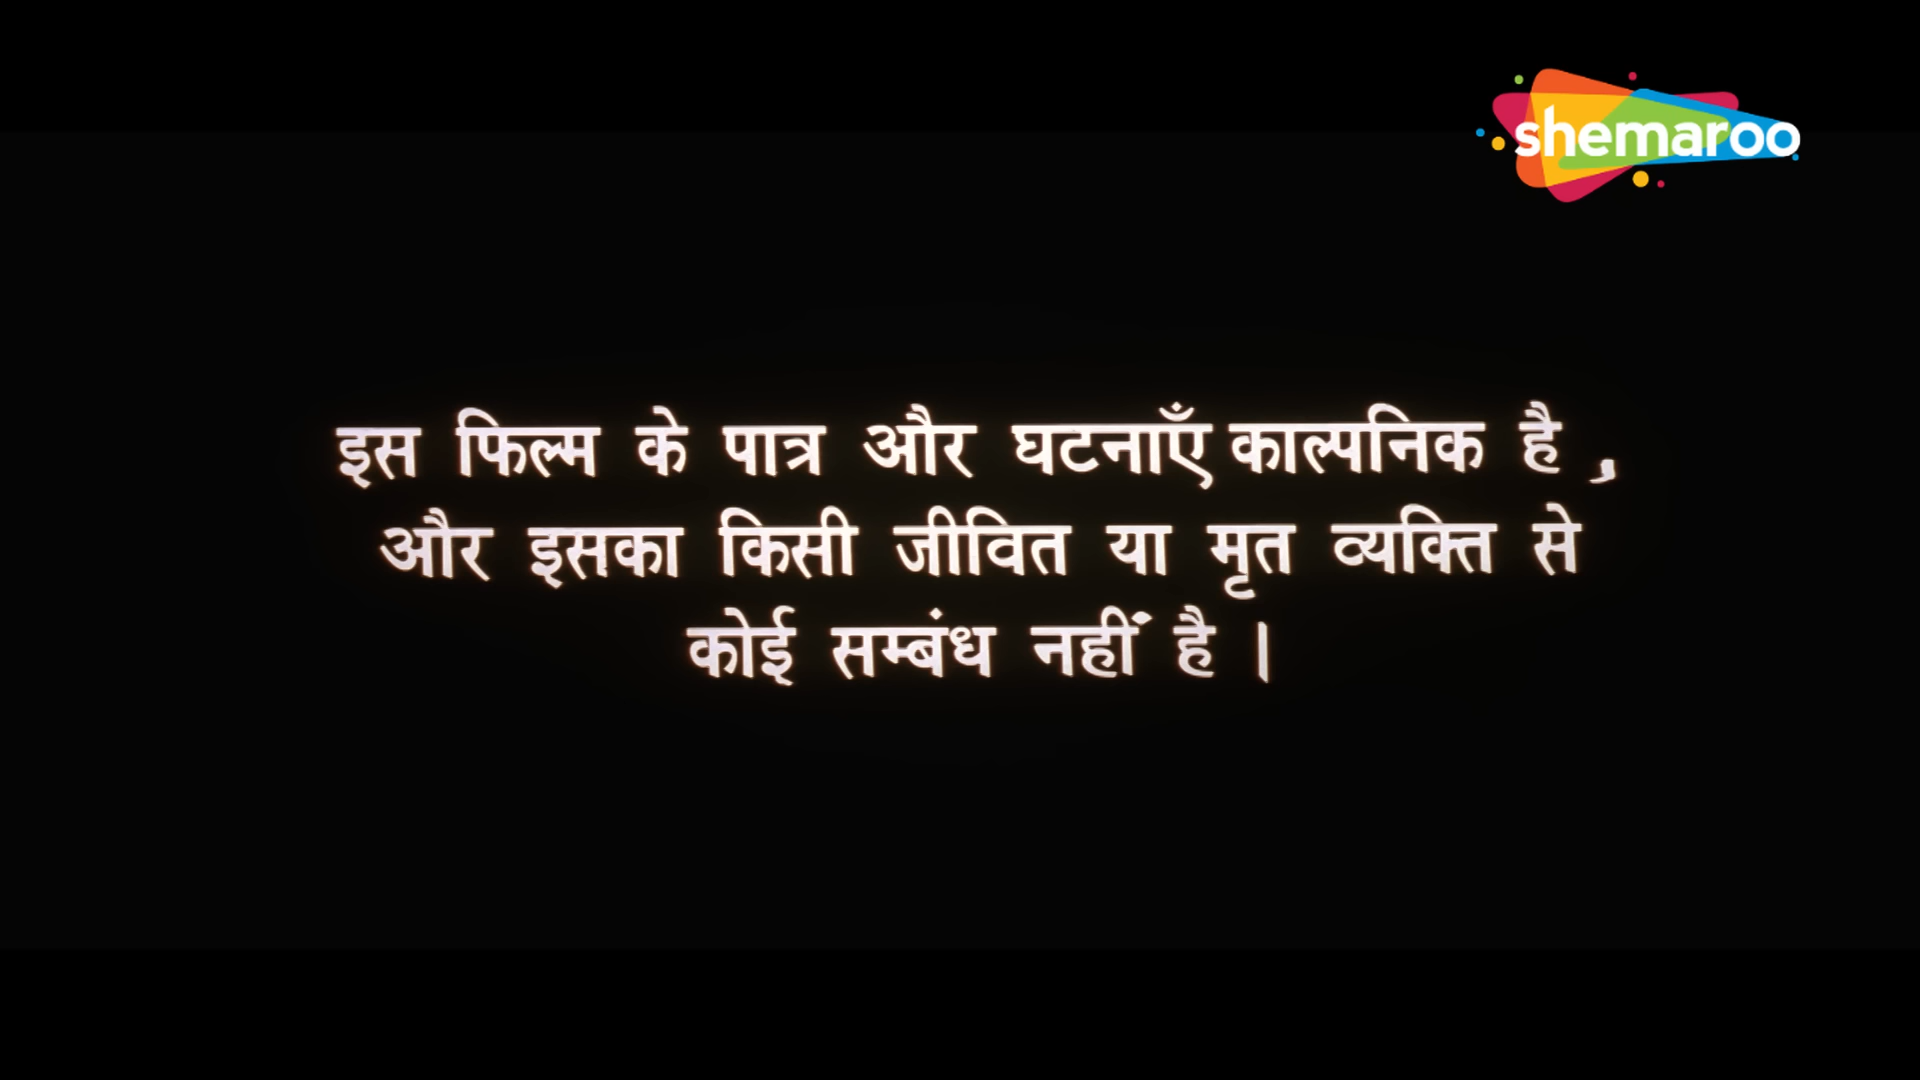 shemaroo
इस फिल्म के पात्र और घटनाएँ काल्पनिक है ,
और इसका किसी जीवित या मृत व्यक्ति से
कोई सम्बंध नहीं है ।